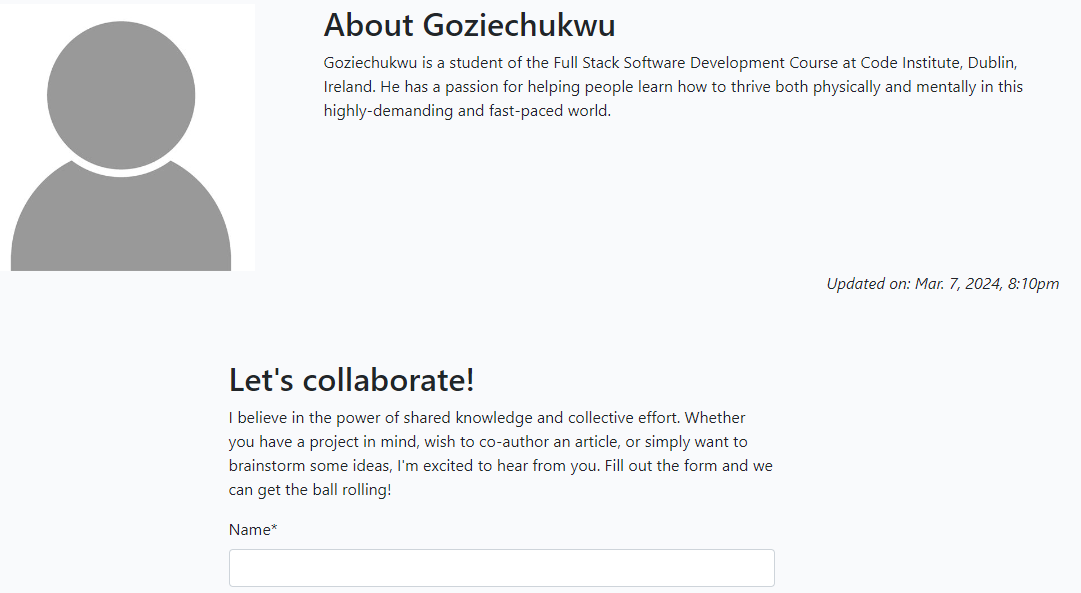 About Goziechukwu
Goziechukwu is a student of the Full Stack Software Development Course at Code Institute, Dublin,
Ireland. He has a passion for helping people learn how to thrive both physically and mentally in this
highly-demanding and fast-paced world.
Updated on: Mar. 7, 2024, 8:10pm
Let's collaborate!
I believe in the power of shared knowledge and collective effort. Whether
you have a project in mind, wish to co-author an article, or simply want to
brainstorm some ideas, I'm excited to hear from you. Fill out the form and we
can get the ball rolling!
Name*